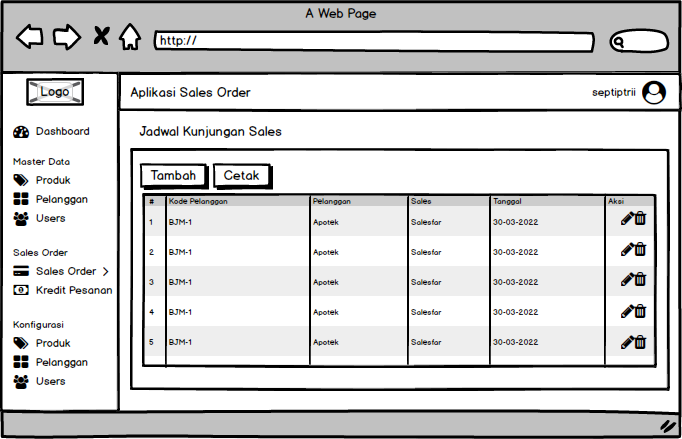 A Web Page
http://
Logo
Aplikasi Sales Order
septiptrii
Dashboard
Master Data
Produk
Pelanggan
Users
Sales Order
Sales Order >
Kredit Pesanan
Konfigurasi
Produk
Pelanggan
Users
Jadwal Kunjungan Sales
Tambah Cetak
# Kode Pelanggan Pelanggan Sales Tanggal Aksi
1 BJM-1 Apotek Salesfar 30-03-2022
2 BJM-1 Apotek Salesfar 30-03-2022
3 BJM-1 Apotek Salesfar 30-03-2022
4 BJM-1 Apotek Salesfar 30-03-2022
5 BJM-1 Apotek Salesfar 30-03-2022